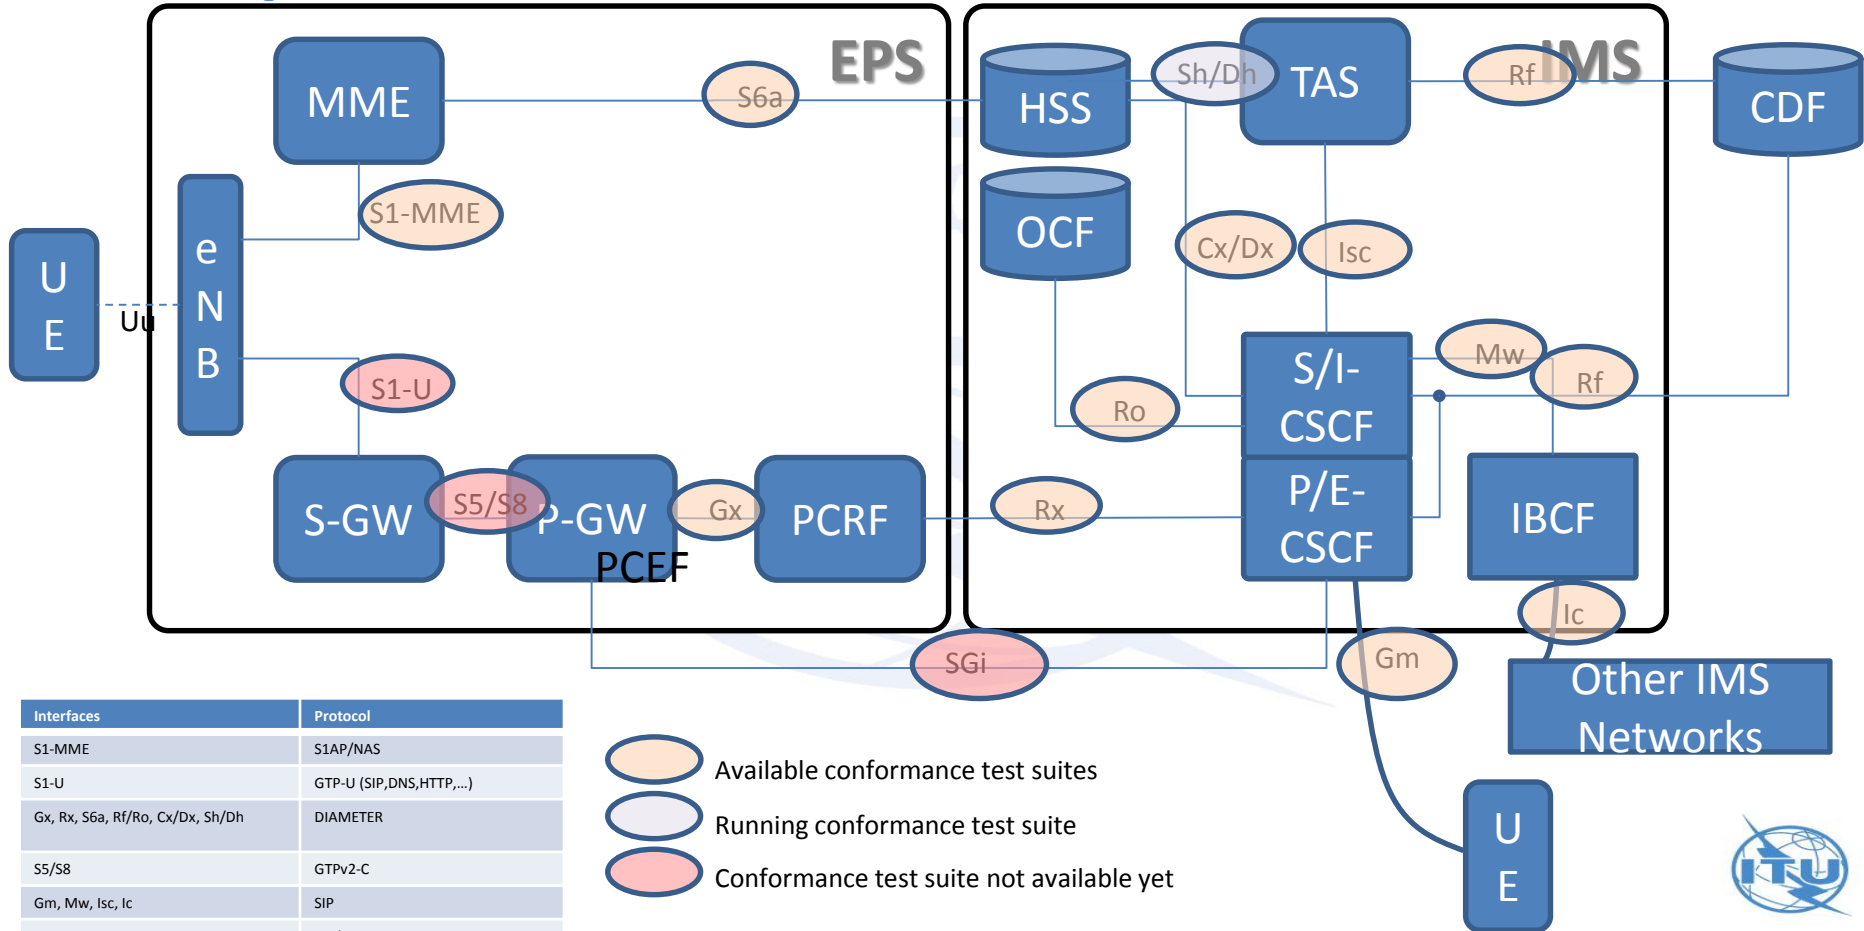 EPS
IMS
MME
S6a
HSS
Sh/Dh
TAS
Rf
CDF
S1-MME
OCF
Cx/Dx
Isc
U
E
Uu
e
N
B
S1-U
Ro
S/I-
CSCF
Mw
Rf
S-GW
S5/S8
P-GW
PCEF
Gx
PCRF
Rx
P/E-
CSCF
IBCF
Ic
SGi
Gm
Other IMS
Networks
U
E
Interfaces Protocol
S1-MME S1AP/NAS
S1-U GTP-U (SIP,DNS,HTTP,...)
Gx, Rx, S6a, Rf/Ro, Cx/Dx, Sh/Dh DIAMETER
S5/S8 GTPv2-C
Gm, Mw, Isc, Ic SIP
Available conformance test suites
Running conformance test suite
Conformance test suite not available yet
ITU